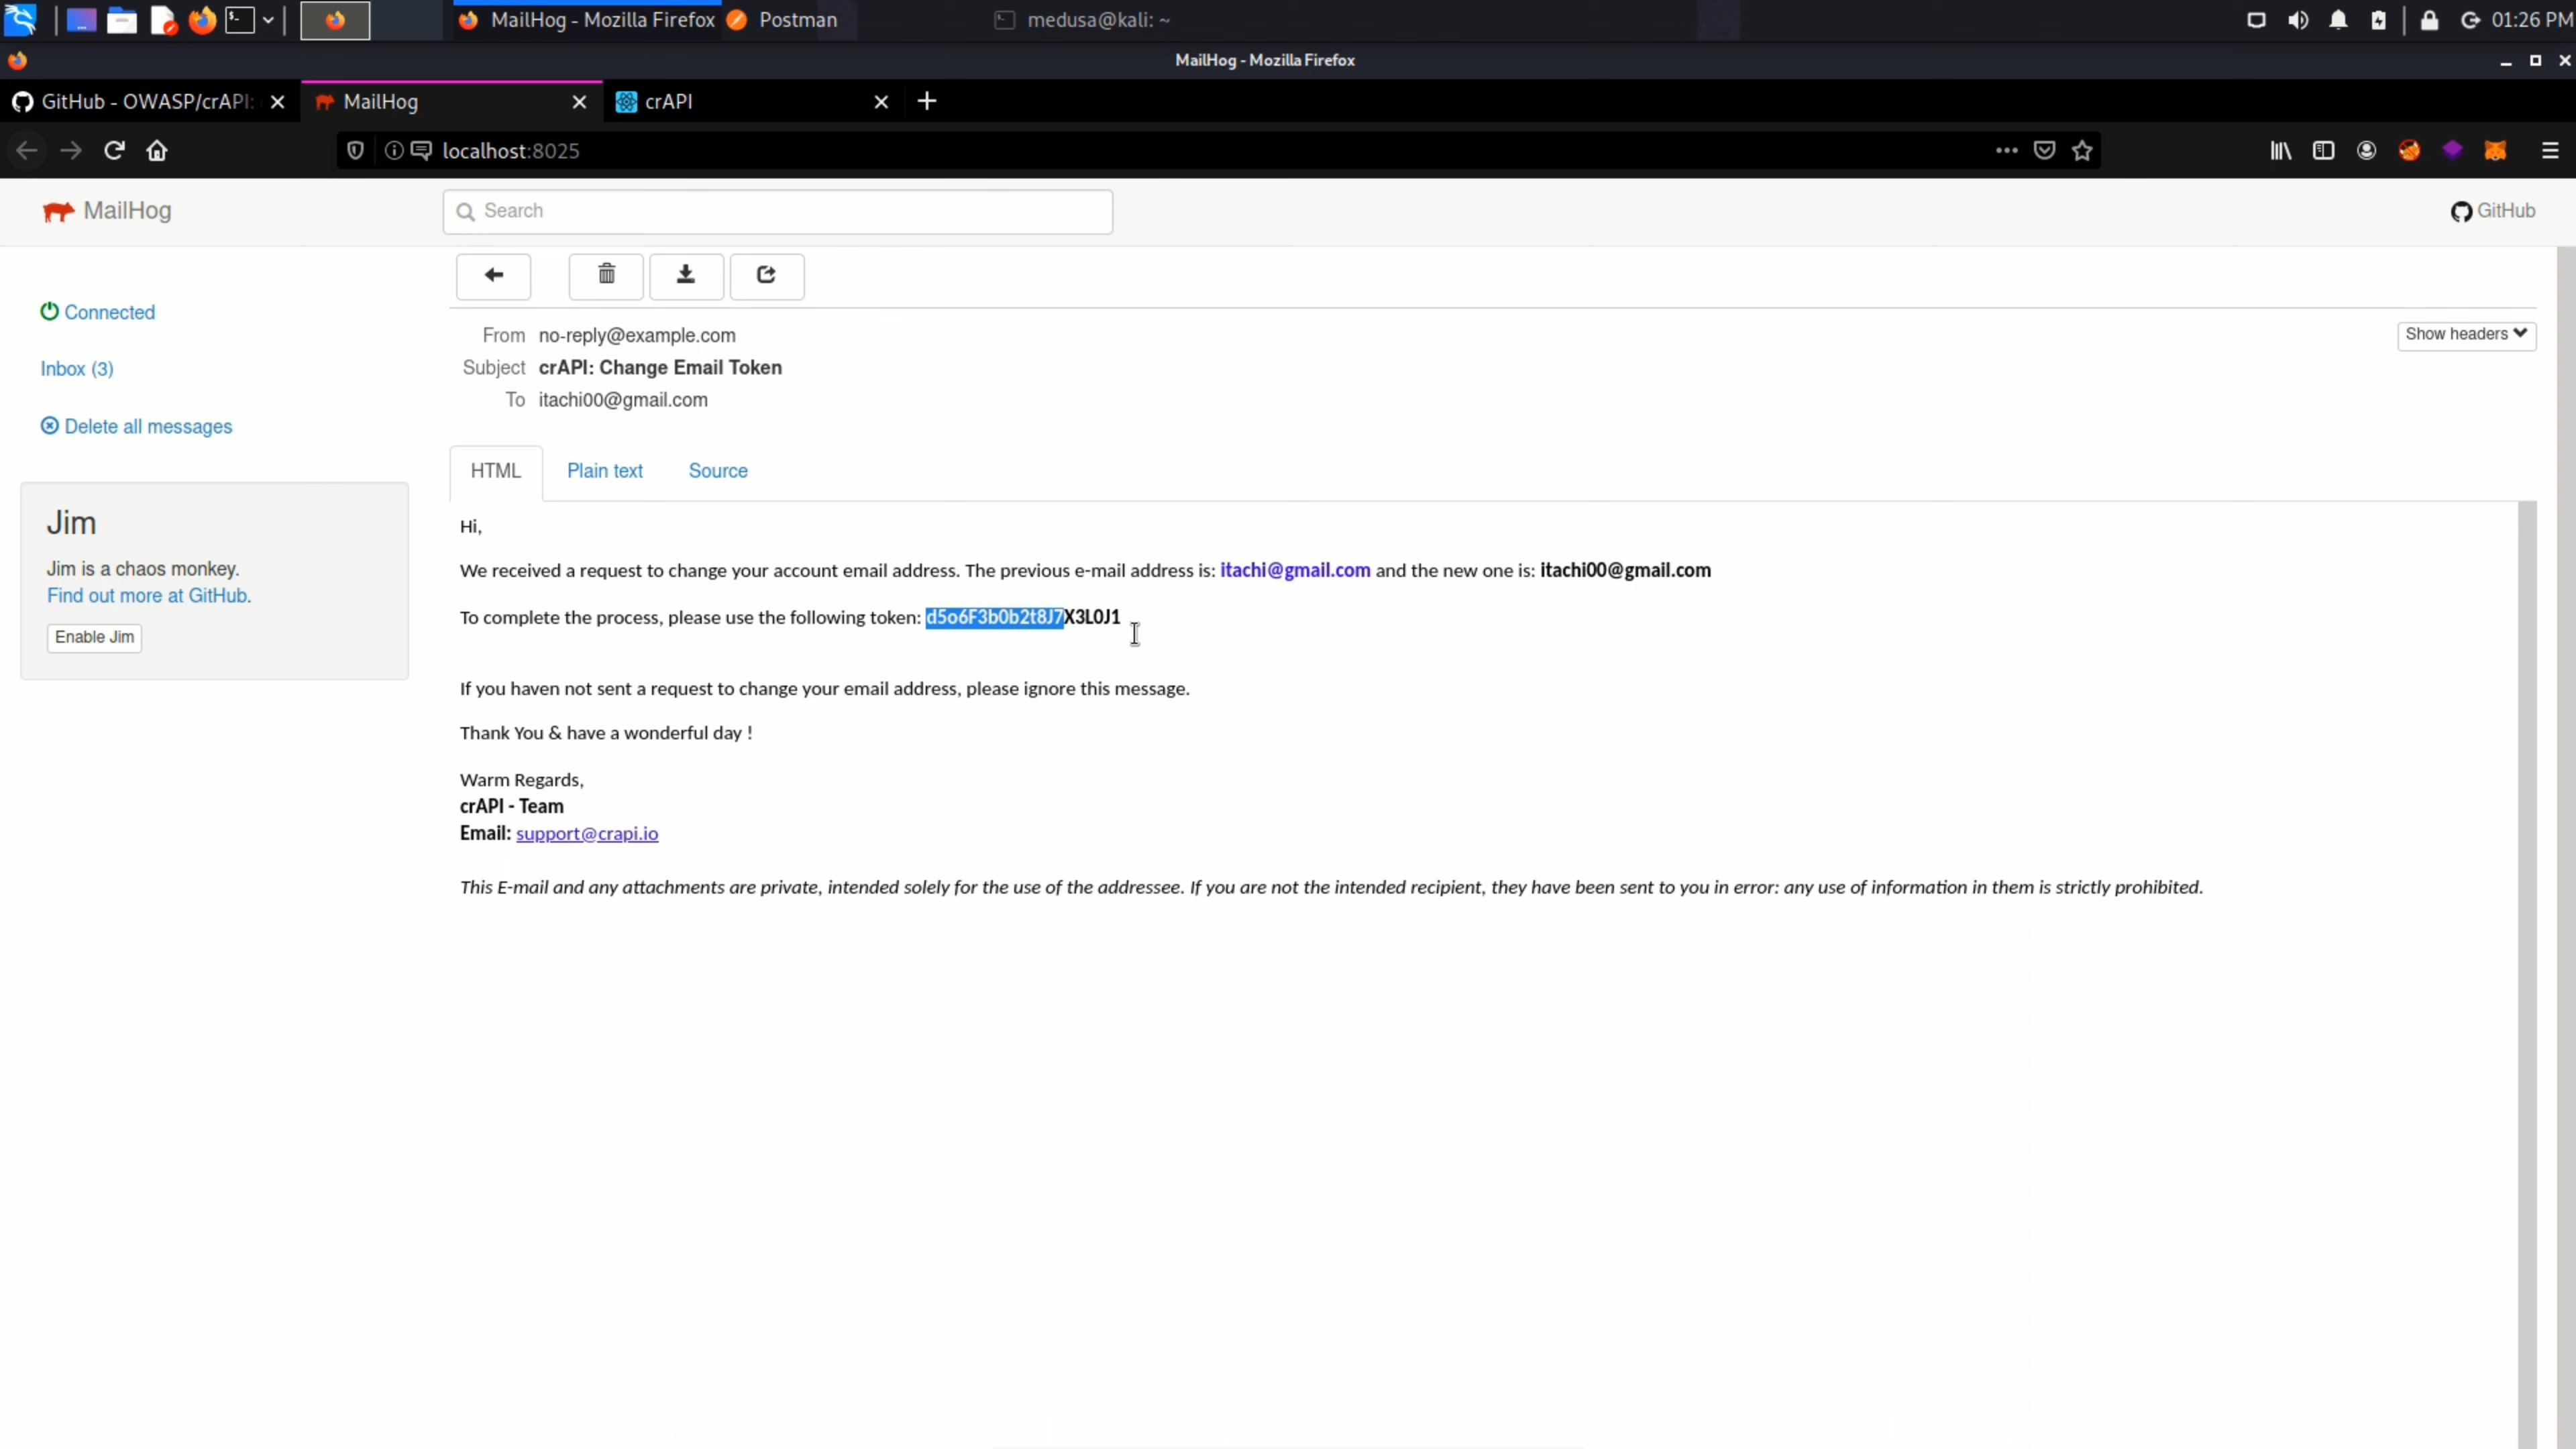 MailHog - Mozilla Firefox Postman medusa@kali: ~ 01:26 PM
MailHog - Mozilla Firefox
GitHub - OWASP/crAPI: MailHog crAPI
localhost:8025
MailHog Search GitHub
Connected
Inbox (3)
Delete all messages
Jim
Jim is a chaos monkey.
Find out more at GitHub.
Enable Jim
From no-reply@example.com
Show headers
Subject crAPI: Change Email Token
To itachi00@gmail.com
HTML Plain text Source
Hi,
We received a request to change your account email address. The previous e-mail address is: itachi@gmail.com and the new one is: itachi00@gmail.com
To complete the process, please use the following token: d5o6F3b0b2t8J7X3L0J1
If you haven not sent a request to change your email address, please ignore this message.
Thank You & have a wonderful day !
Warm Regards,
crAPI - Team
Email: support@crapi.io
This E-mail and any attachments are private, intended solely for the use of the addressee. If you are not the intended recipient, they have been sent to you in error: any use of information in them is strictly prohibited.